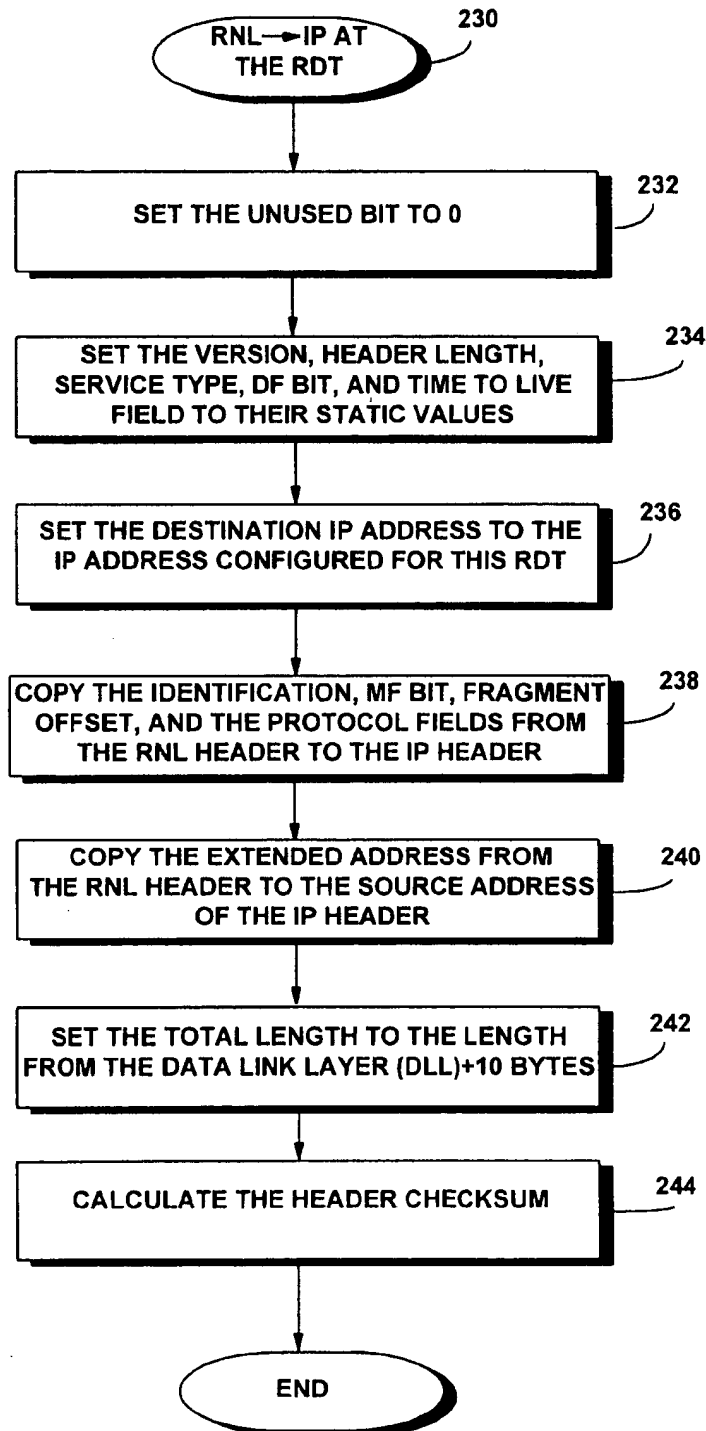 RNL→IP AT
THE RDT
230
SET THE UNUSED BIT TO 0
232
SET THE VERSION, HEADER LENGTH,
SERVICE TYPE, DF BIT, AND TIME TO LIVE
FIELD TO THEIR STATIC VALUES
234
SET THE DESTINATION IP ADDRESS TO THE
IP ADDRESS CONFIGURED FOR THIS RDT
236
COPY THE IDENTIFICATION, MF BIT, FRAGMENT
OFFSET, AND THE PROTOCOL FIELDS FROM
THE RNL HEADER TO THE IP HEADER
238
COPY THE EXTENDED ADDRESS FROM
THE RNL HEADER TO THE SOURCE ADDRESS
OF THE IP HEADER
240
SET THE TOTAL LENGTH TO THE LENGTH
FROM THE DATA LINK LAYER (DLL)+10 BYTES
242
CALCULATE THE HEADER CHECKSUM
244
END